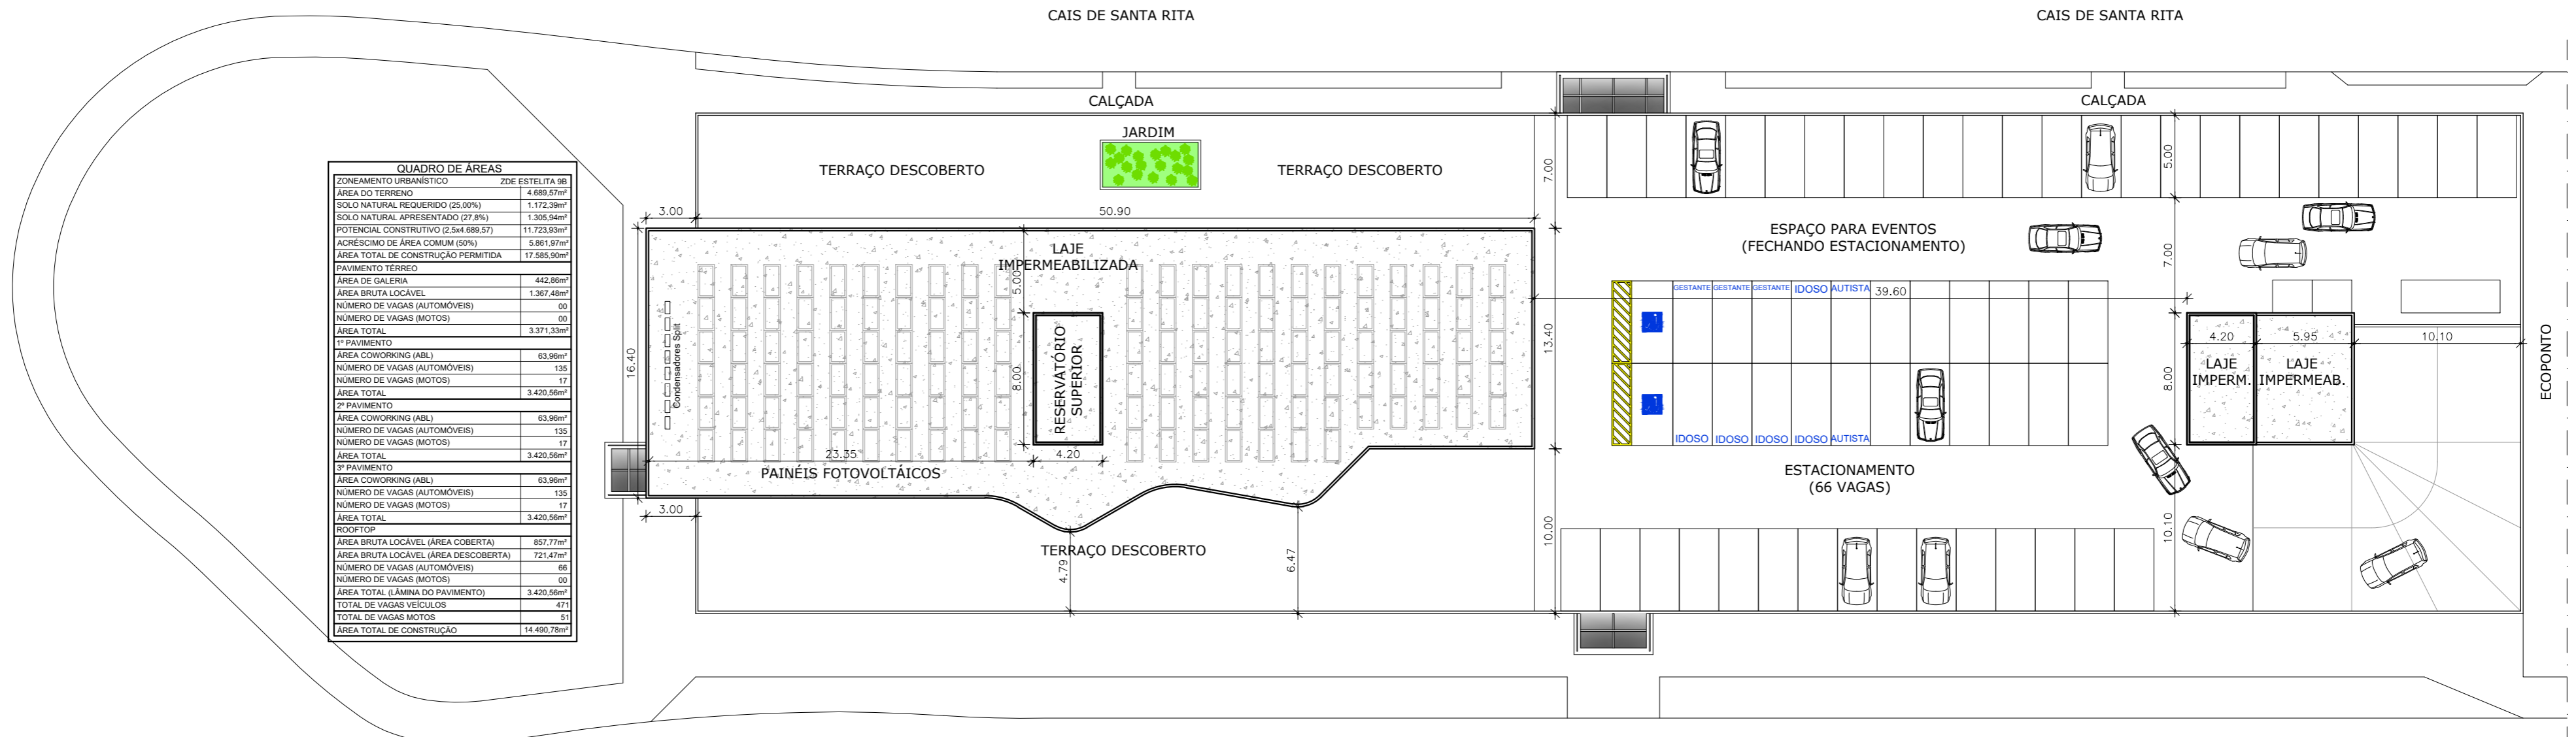 CAIS DE SANTA RITA
CAIS DE SANTA RITA
CALÇADA
CALÇADA
JARDIM
TERRAÇO DESCOBERTO
TERRAÇO DESCOBERTO
QUADRO DE ÁREAS
ZONEAMENTO URBANÍSTICO ZDE ESTELITA 9B
ÁREA DO TERRENO 4.689,57m²
SOLO NATURAL REQUERIDO (25,00%) 1.172,39m²
SOLO NATURAL APRESENTADO (27,8%) 1.305,94m²
POTENCIAL CONSTRUTIVO (2,5x4.689,57) 11.723,93m²
ACRÉSCIMO DE ÁREA COMUM (50%) 5.861,97m²
ÁREA TOTAL DE CONSTRUÇÃO PERMITIDA 17.585,90m²
PAVIMENTO TÉRREO
ÁREA DE GALERIA 442,86m²
ÁREA BRUTA LOCÁVEL 1.367,48m²
NÚMERO DE VAGAS (AUTOMÓVEIS) 00
NÚMERO DE VAGAS (MOTOS) 00
ÁREA TOTAL 3.371,33m²
1º PAVIMENTO
ÁREA COWORKING (ABL) 63,96m²
NÚMERO DE VAGAS (AUTOMÓVEIS) 135
NÚMERO DE VAGAS (MOTOS) 17
ÁREA TOTAL 3.420,56m²
2º PAVIMENTO
ÁREA COWORKING (ABL) 63,96m²
NÚMERO DE VAGAS (AUTOMÓVEIS) 135
NÚMERO DE VAGAS (MOTOS) 17
ÁREA TOTAL 3.420,56m²
3º PAVIMENTO
ÁREA COWORKING (ABL) 63,96m²
NÚMERO DE VAGAS (AUTOMÓVEIS) 135
NÚMERO DE VAGAS (MOTOS) 17
ÁREA TOTAL 3.420,56m²
ROOFTOP
ÁREA BRUTA LOCÁVEL (ÁREA COBERTA) 857,77m²
ÁREA BRUTA LOCÁVEL (ÁREA DESCOBERTA) 721,47m²
NÚMERO DE VAGAS (AUTOMÓVEIS) 66
NÚMERO DE VAGAS (MOTOS) 00
ÁREA TOTAL (LÂMINA DO PAVIMENTO) 3.420,56m²
TOTAL DE VAGAS VEÍCULOS 471
TOTAL DE VAGAS MOTOS 51
ÁREA TOTAL DE CONSTRUÇÃO 14.490,78m²
3.00
50.90
16.40
LAJE
IMPERMEABILIZADA
5.00
Condensadores Split
RESERVATÓRIO
SUPERIOR
8.00
23.35
4.20
PAINÉIS FOTOVOLTÁICOS
3.00
TERRAÇO DESCOBERTO
4.79
6.47
7.00
13.40
10.00
ESPAÇO PARA EVENTOS
(FECHANDO ESTACIONAMENTO)
GESTANTE GESTANTE GESTANTE IDOSO AUTISTA 39.60
IDOSO IDOSO IDOSO IDOSO AUTISTA
ESTACIONAMENTO
(66 VAGAS)
5.00
7.00
8.00
10.10
4.20 5.95 10.10
LAJE
IMPERM.
LAJE
IMPERMEAB.
ECOPONTO